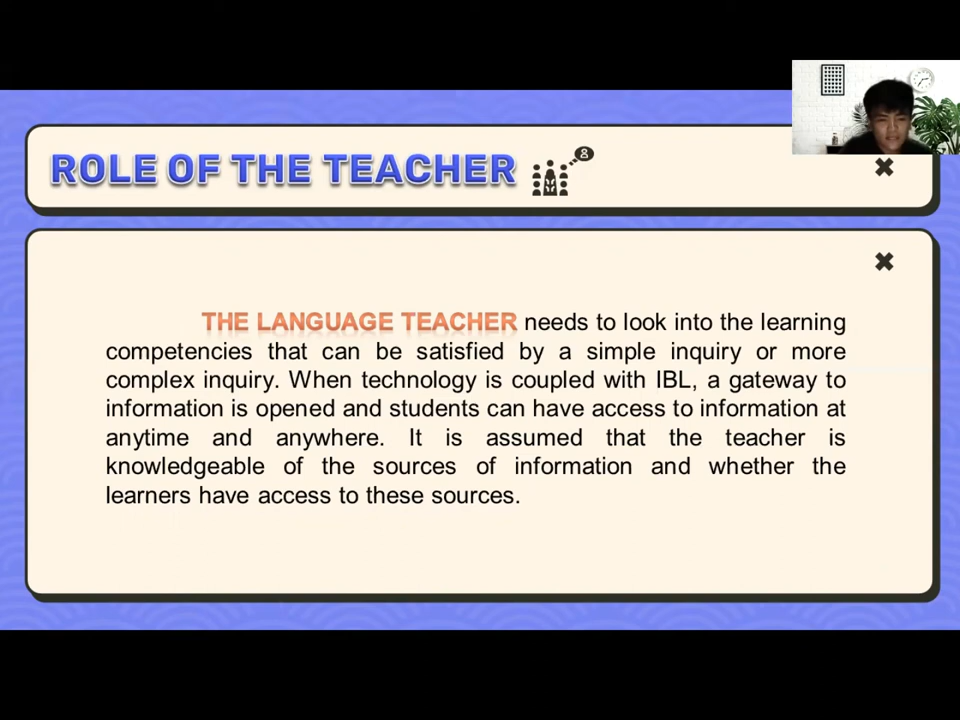 ROLE OF THE TEACHER
THE LANGUAGE TEACHER needs to look into the learning
competencies that can be satisfied by a simple inquiry or more
complex inquiry. When technology is coupled with IBL, a gateway to
information is opened and students can have access to information at
anytime and anywhere. It is assumed that the teacher is
knowledgeable of the sources of information and whether the
learners have access to these sources.